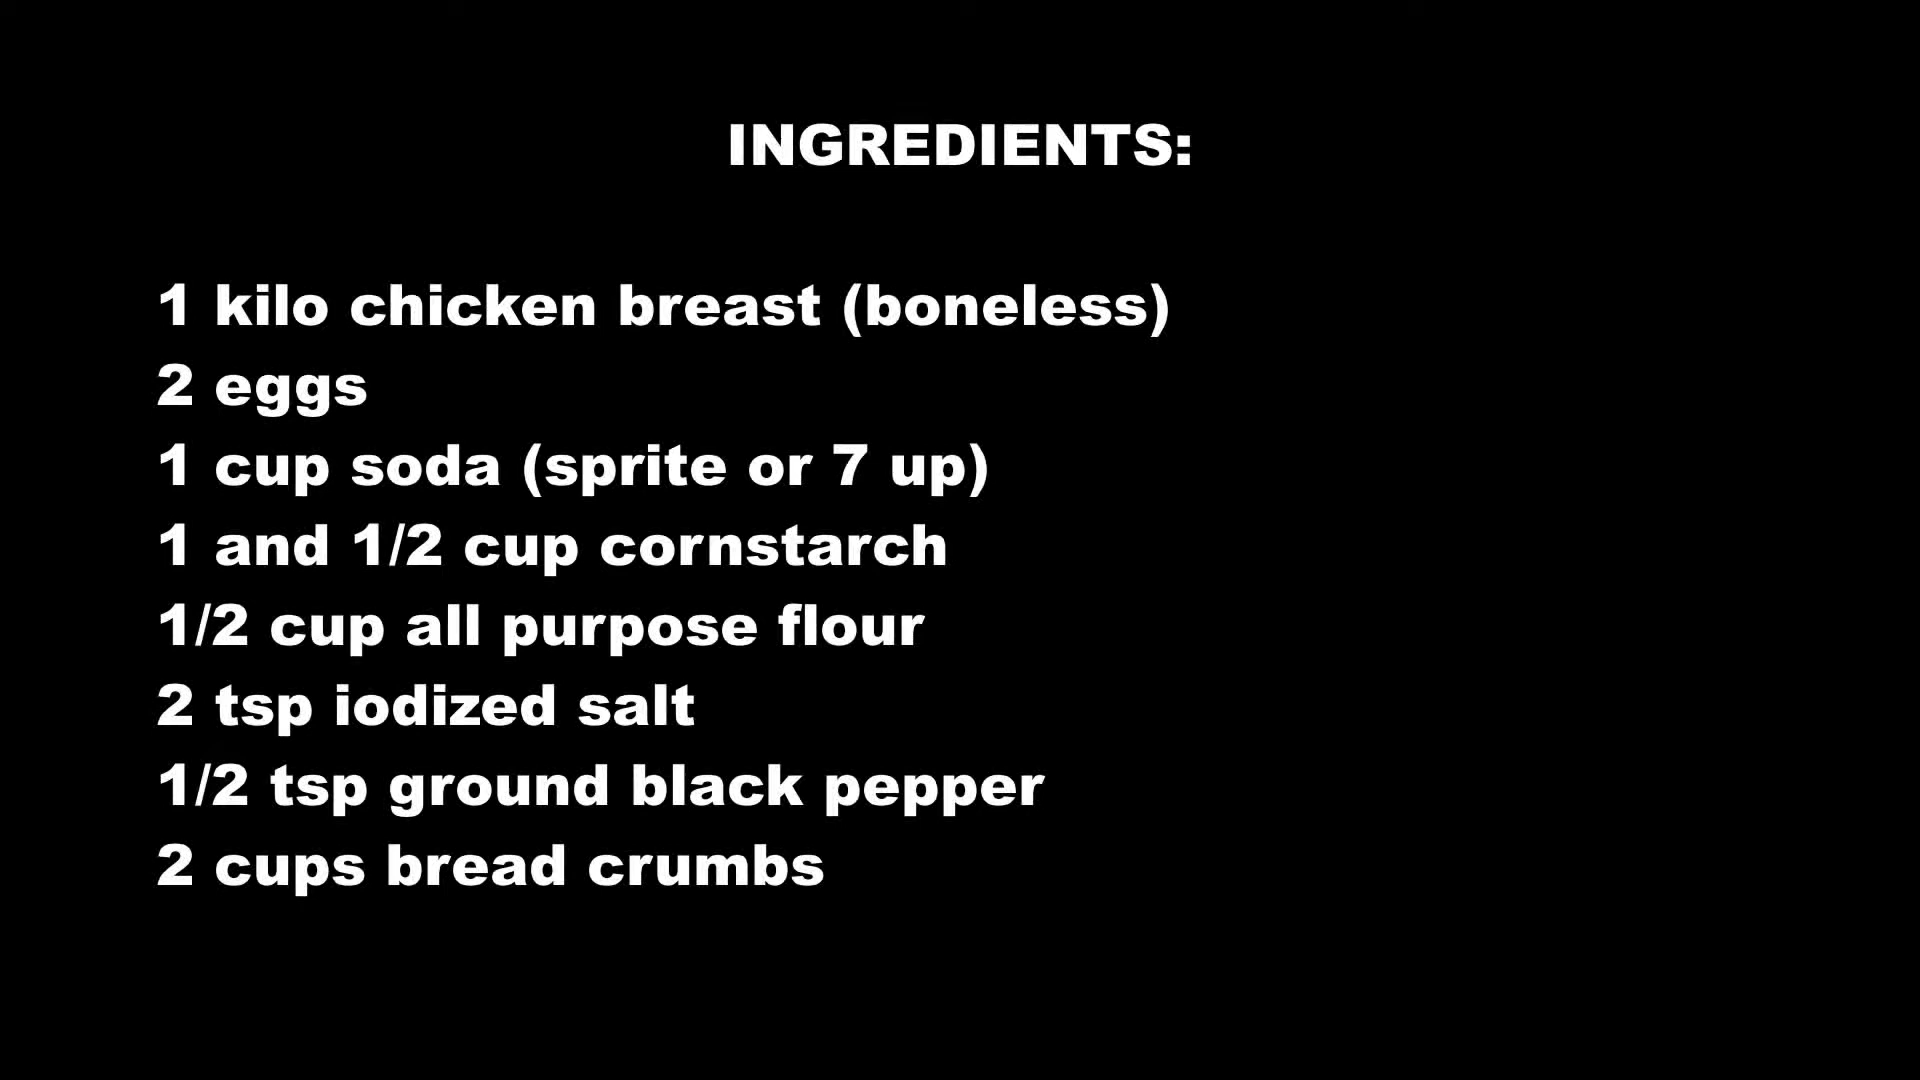 INGREDIENTS:
1 kilo chicken breast (boneless)
2 eggs
1 cup soda (sprite or 7 up)
1 and 1/2 cup cornstarch
1/2 cup all purpose flour
2 tsp iodized salt
1/2 tsp ground black pepper
2 cups bread crumbs